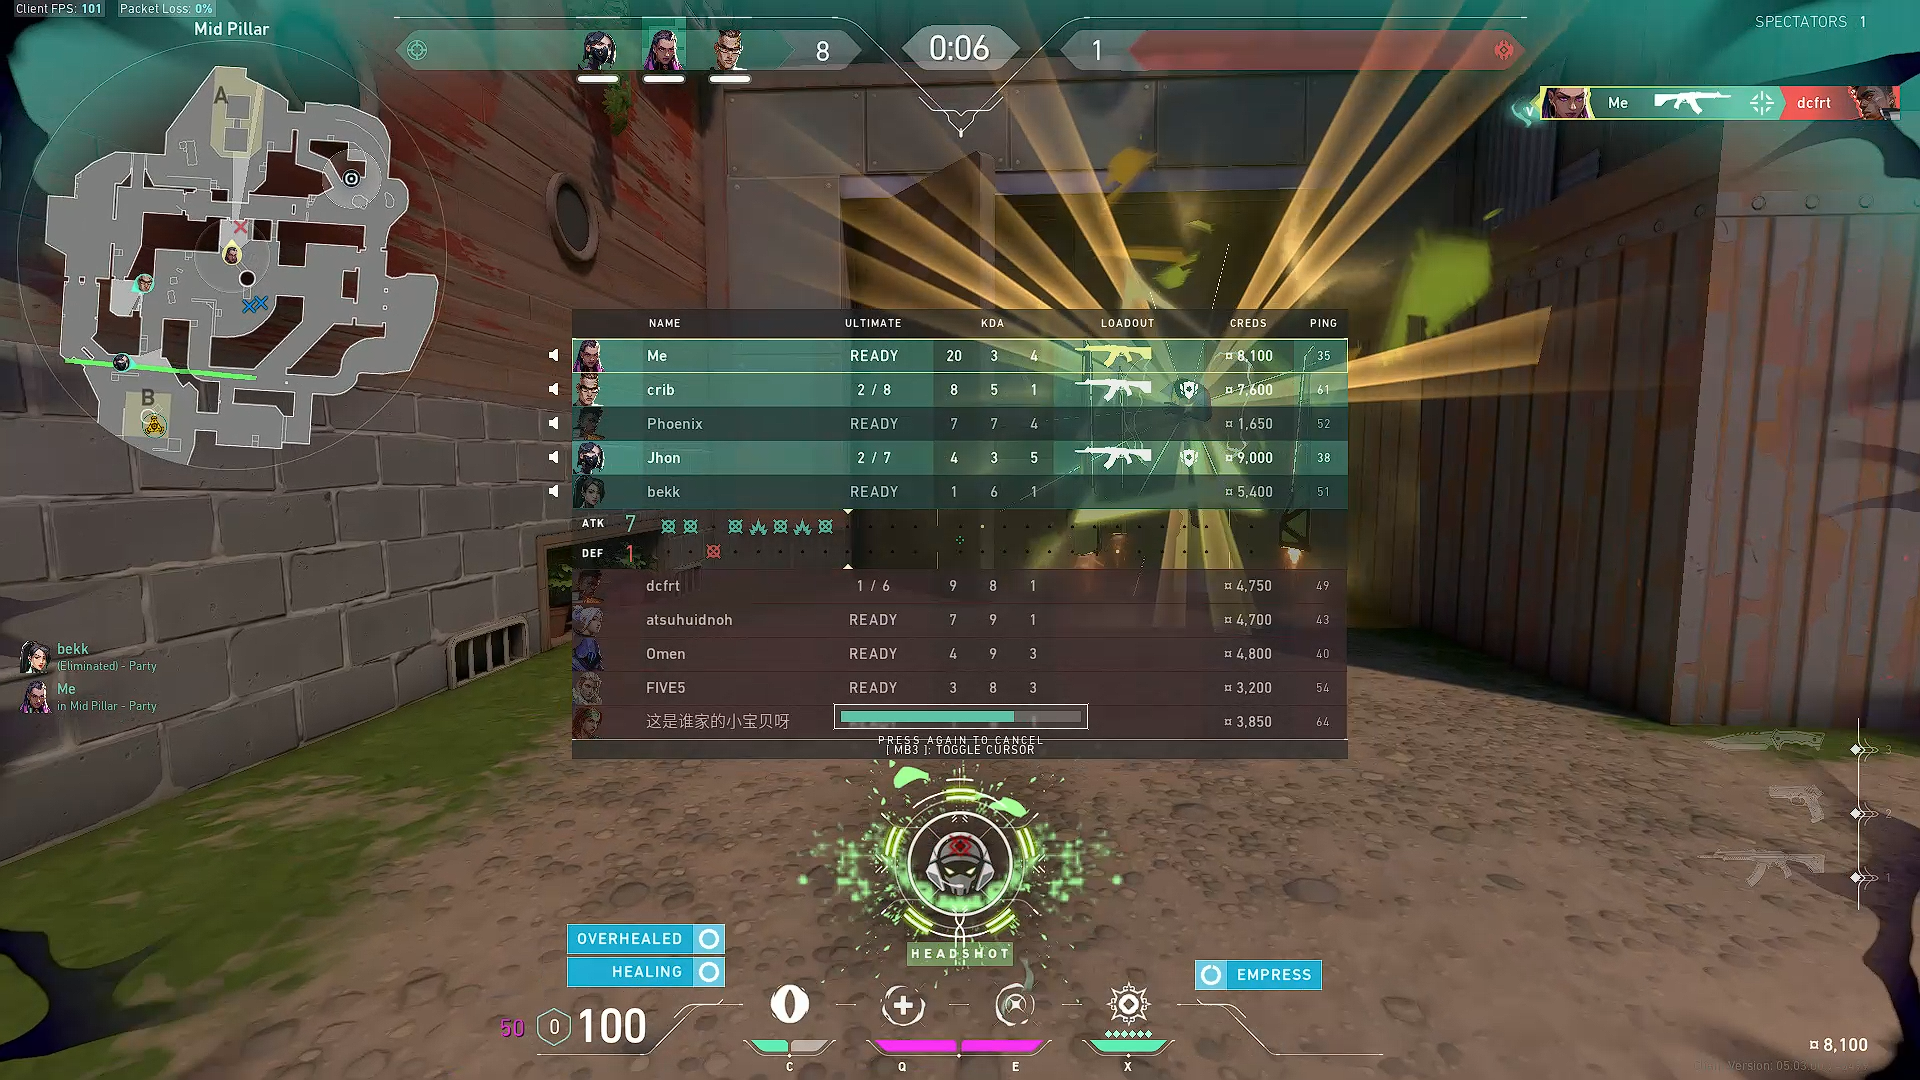 Client FPS: 101 Packet Loss: 0%
Mid Pillar
8 0:06 1
SPECTATORS 1
Me dcfrt
A
B
NAME ULTIMATE KDA LOADOUT CREDS PING
Me READY 20 3 4 8,100 35
crib 2 / 8 8 5 1 7,600 61
Phoenix READY 7 7 4 1,650 52
Jhon 2 / 7 4 3 5 9,000 38
bekk READY 1 6 1 5,400 51
ATK 7
DEF 1
dcfrt 1 / 6 9 8 1 4,750 49
atsuhuidnoh READY 7 9 1 4,700 43
Omen READY 4 9 3 4,800 40
FIVE5 READY 3 8 3 3,200 54
这是谁家的小宝贝呀 3,850 64
PRESS AGAIN TO CANCEL
[ MB3 ]: TOGGLE CURSOR
bekk
(Eliminated) - Party
Me
in Mid Pillar - Party
3
2
1
HEADSHOT
OVERHEALED
HEALING
EMPRESS
50 0 100
C Q E X
8,100